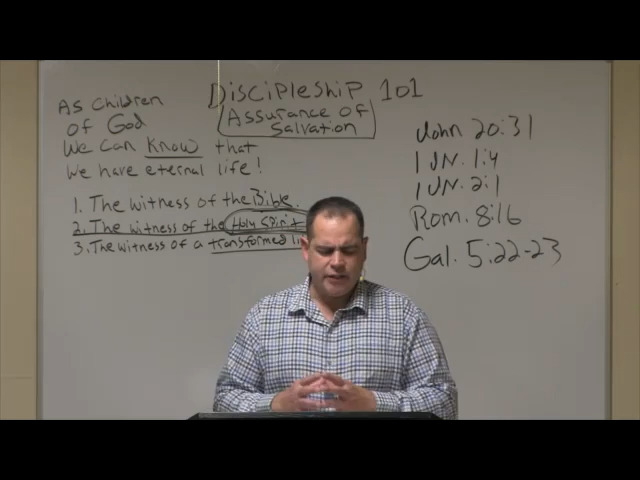 Discipleship 101
Assurance of
Salvation
As Children
of God
We can know that
we have eternal life!
1. The witness of the Bible.
2. The witness of the Holy Spirit
3. The witness of a transformed
John 20:31
1 JN. 1:4
1 JN. 2:1
Rom. 8:16
Gal. 5:22-23